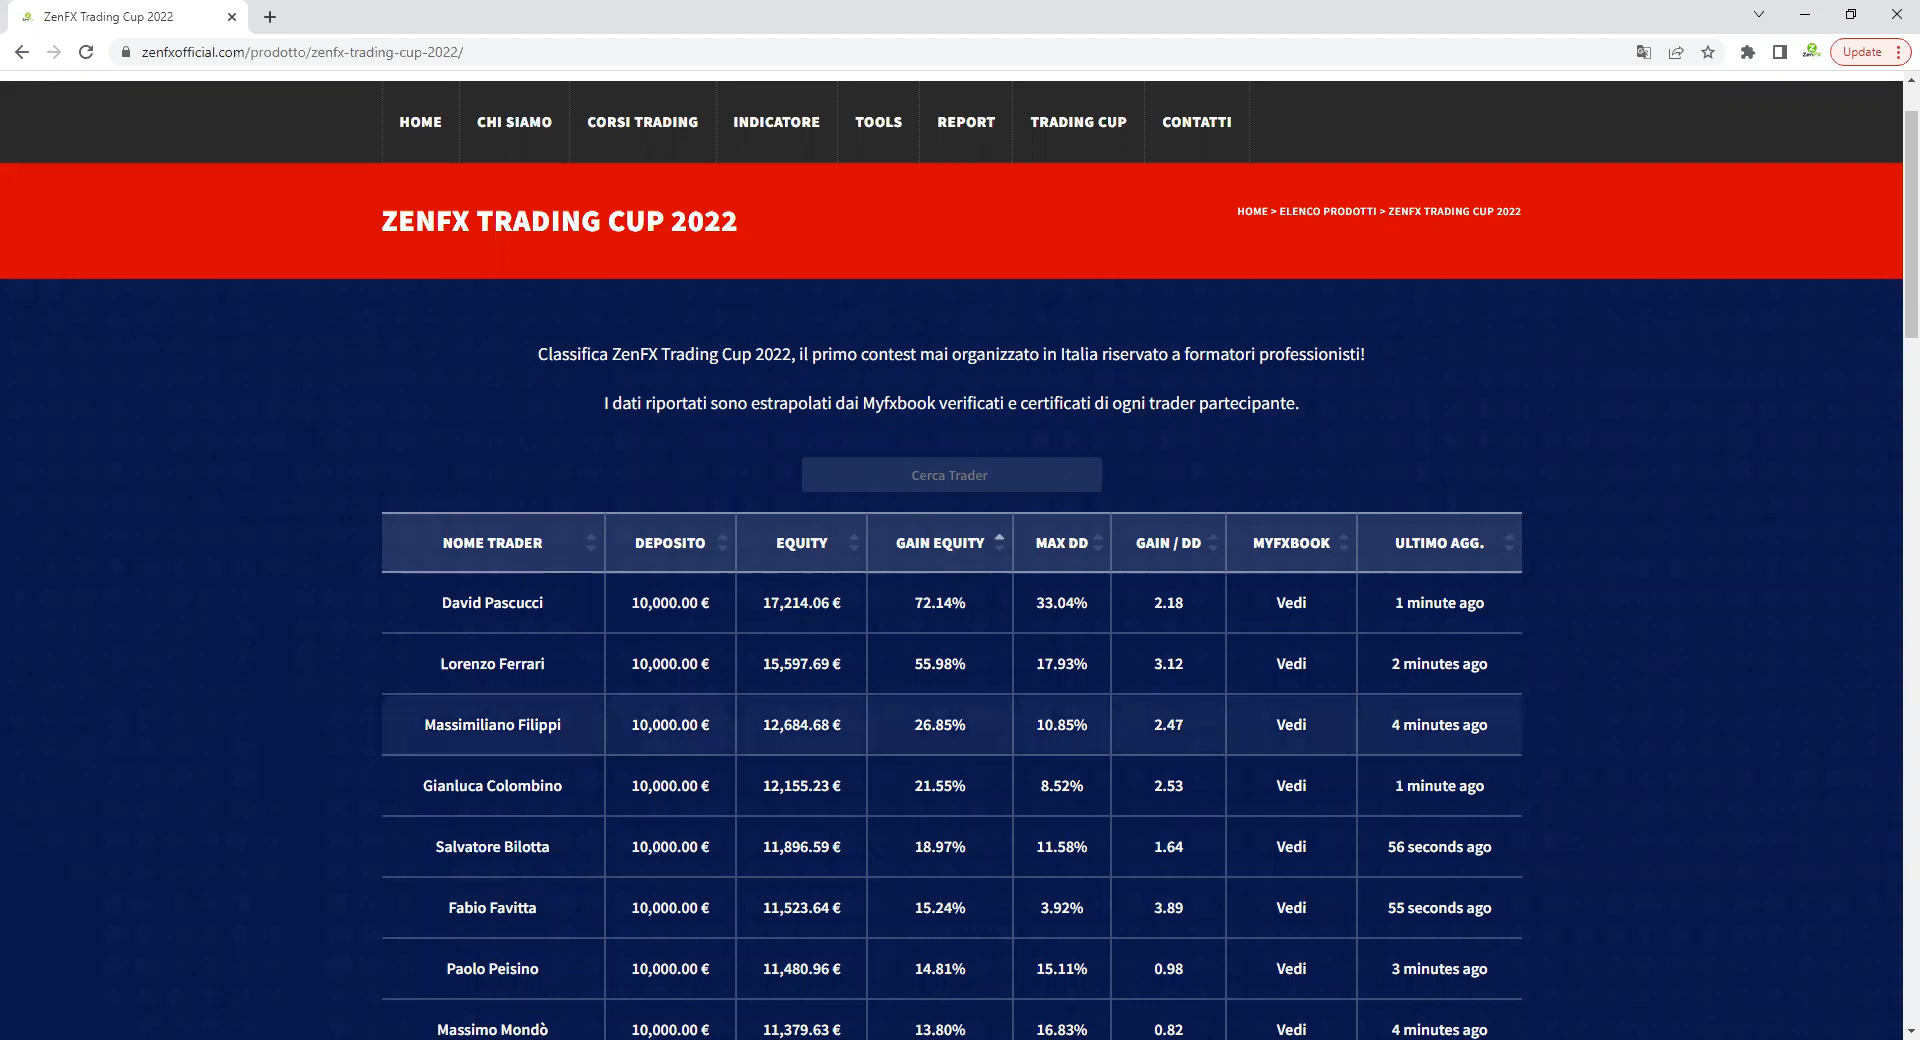 ZenFX Trading Cup 2022
zenfxofficial.com/prodotto/zenfx-trading-cup-2022/
Update
HOME CHI SIAMO CORSI TRADING INDICATORE TOOLS REPORT TRADING CUP CONTATTI
ZENFX TRADING CUP 2022
HOME > ELENCO PRODOTTI > ZENFX TRADING CUP 2022
Classifica ZenFX Trading Cup 2022, il primo contest mai organizzato in Italia riservato a formatori professionisti!
I dati riportati sono estrapolati dai Myfxbook verificati e certificati di ogni trader partecipante.
Cerca Trader
NOME TRADER DEPOSITO EQUITY GAIN EQUITY MAX DD GAIN / DD MYFXBOOK ULTIMO AGG.
David Pascucci 10,000.00 € 17,214.06 € 72.14% 33.04% 2.18 Vedi 1 minute ago
Lorenzo Ferrari 10,000.00 € 15,597.69 € 55.98% 17.93% 3.12 Vedi 2 minutes ago
Massimiliano Filippi 10,000.00 € 12,684.68 € 26.85% 10.85% 2.47 Vedi 4 minutes ago
Gianluca Colombino 10,000.00 € 12,155.23 € 21.55% 8.52% 2.53 Vedi 1 minute ago
Salvatore Bilotta 10,000.00 € 11,896.59 € 18.97% 11.58% 1.64 Vedi 56 seconds ago
Fabio Favitta 10,000.00 € 11,523.64 € 15.24% 3.92% 3.89 Vedi 55 seconds ago
Paolo Peisino 10,000.00 € 11,480.96 € 14.81% 15.11% 0.98 Vedi 3 minutes ago
Massimo Mondò 10,000.00 € 11,379.63 € 13.80% 16.83% 0.82 Vedi 4 minutes ago